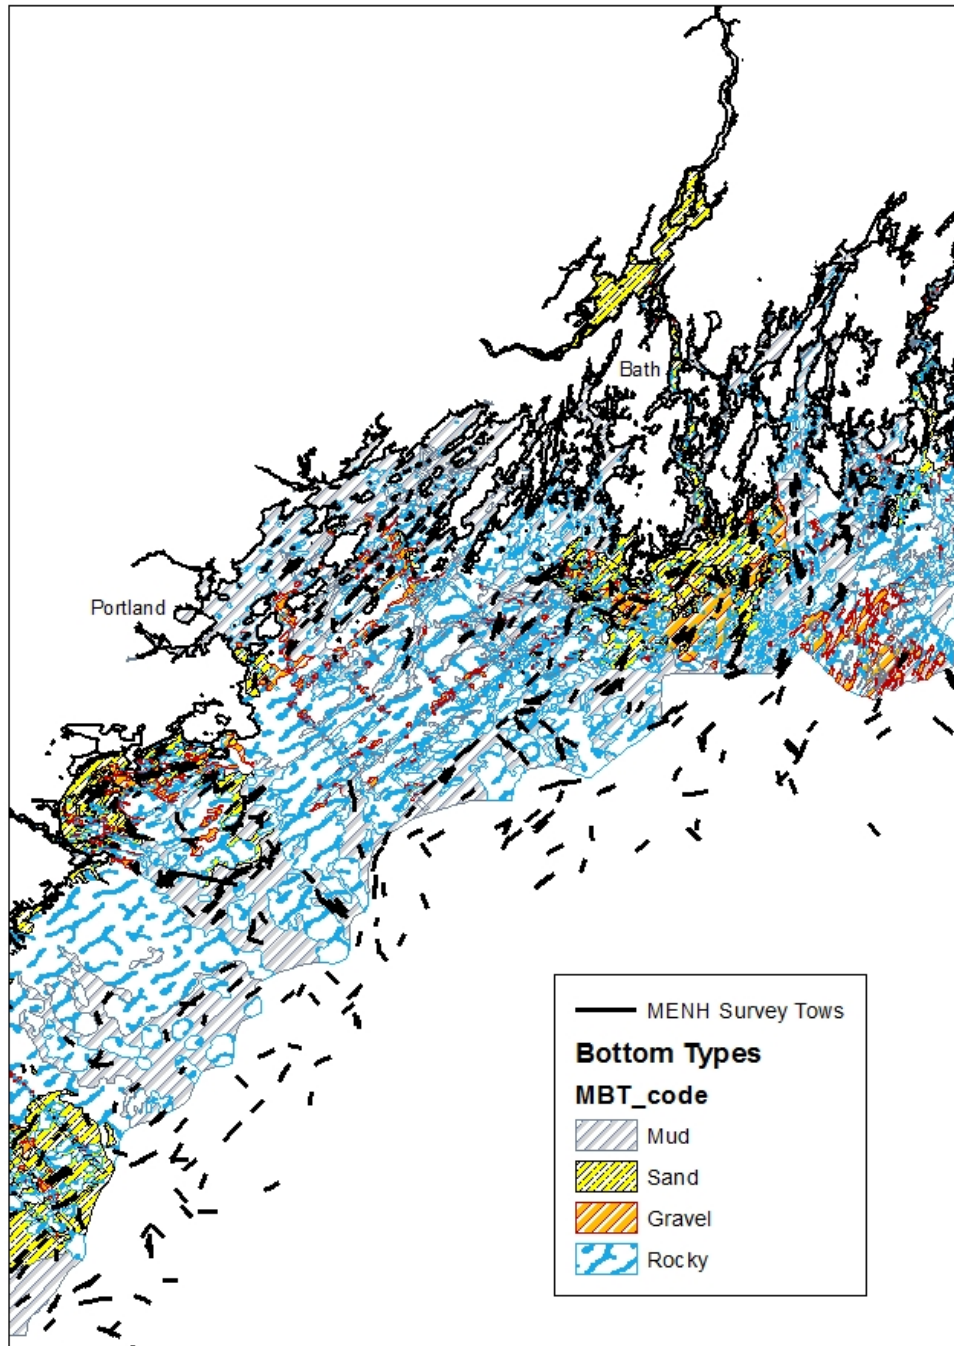 Bath
Portland
MENH Survey Tows
Bottom Types
MBT_code
Mud
Sand
Gravel
Rocky